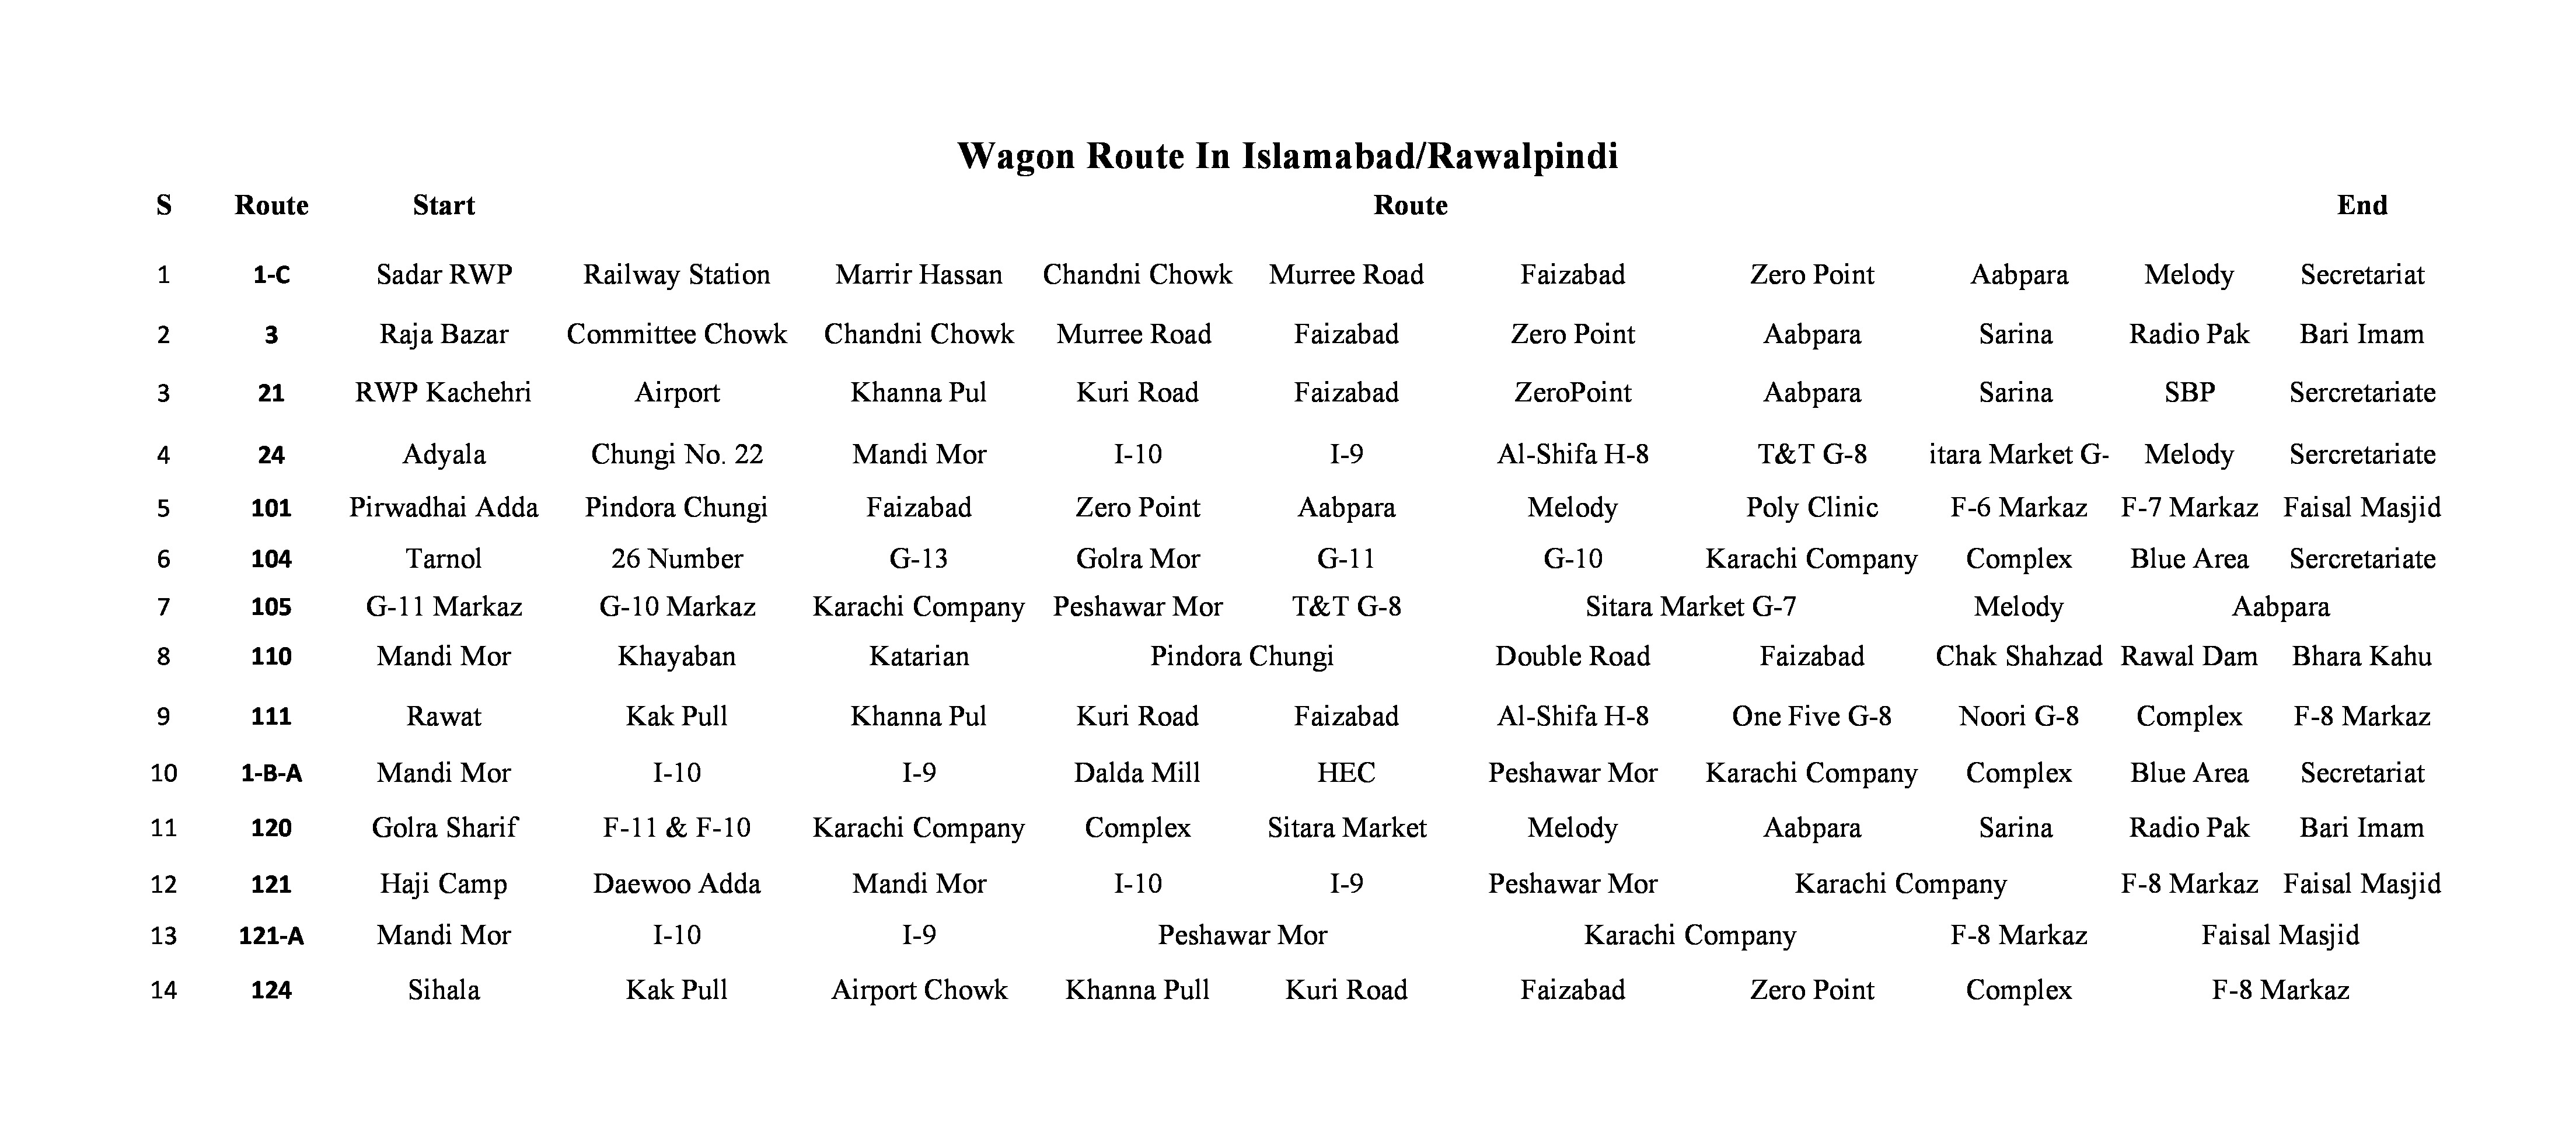 Wagon Route In Islamabad/Rawalpindi
S Route Start Route End
1 1-C Sadar RWP Railway Station Marrir Hassan Chandni Chowk Murree Road Faizabad Zero Point Aabpara Melody Secretariat
2 3 Raja Bazar Committee Chowk Chandni Chowk Murree Road Faizabad Zero Point Aabpara Sarina Radio Pak Bari Imam
3 21 RWP Kachehri Airport Khanna Pul Kuri Road Faizabad ZeroPoint Aabpara Sarina SBP Sercretariate
4 24 Adyala Chungi No. 22 Mandi Mor I-10 I-9 Al-Shifa H-8 T&T G-8 itara Market G- Melody Sercretariate
5 101 Pirwadhai Adda Pindora Chungi Faizabad Zero Point Aabpara Melody Poly Clinic F-6 Markaz F-7 Markaz Faisal Masjid
6 104 Tarnol 26 Number G-13 Golra Mor G-11 G-10 Karachi Company Complex Blue Area Sercretariate
7 105 G-11 Markaz G-10 Markaz Karachi Company Peshawar Mor T&T G-8 Sitara Market G-7 Melody Aabpara
8 110 Mandi Mor Khayaban Katarian Pindora Chungi Double Road Faizabad Chak Shahzad Rawal Dam Bhara Kahu
9 111 Rawat Kak Pull Khanna Pul Kuri Road Faizabad Al-Shifa H-8 One Five G-8 Noori G-8 Complex F-8 Markaz
10 1-B-A Mandi Mor I-10 I-9 Dalda Mill HEC Peshawar Mor Karachi Company Complex Blue Area Secretariat
11 120 Golra Sharif F-11 & F-10 Karachi Company Complex Sitara Market Melody Aabpara Sarina Radio Pak Bari Imam
12 121 Haji Camp Daewoo Adda Mandi Mor I-10 I-9 Peshawar Mor Karachi Company F-8 Markaz Faisal Masjid
13 121-A Mandi Mor I-10 I-9 Peshawar Mor Karachi Company F-8 Markaz Faisal Masjid
14 124 Sihala Kak Pull Airport Chowk Khanna Pull Kuri Road Faizabad Zero Point Complex F-8 Markaz